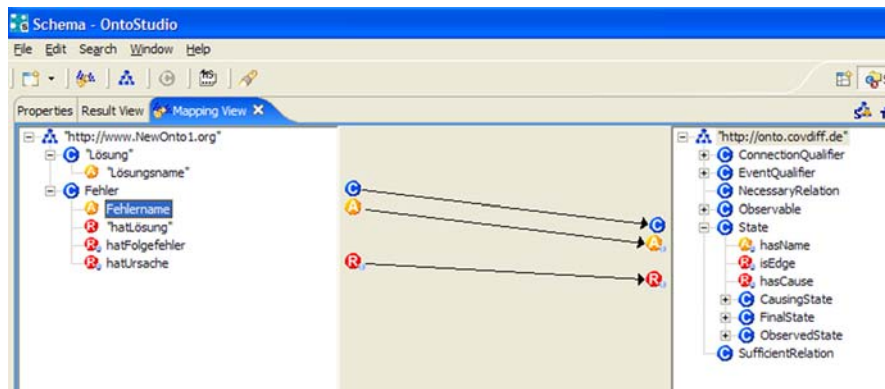 Schema - OntoStudio
File Edit Search Window Help
Properties Result View Mapping View
"http://www.NewOnto1.org"
"Lösung"
"Lösungsname"
Fehler
Fehlername
"hatLösung"
hatFolgefehler
hatUrsache
C
A
R
C
A
R
"http://onto.covdiff.de"
ConnectionQualifier
EventQualifier
NecessaryRelation
Observable
State
hasName
isEdge
hasCause
CausingState
FinalState
ObservedState
SufficientRelation